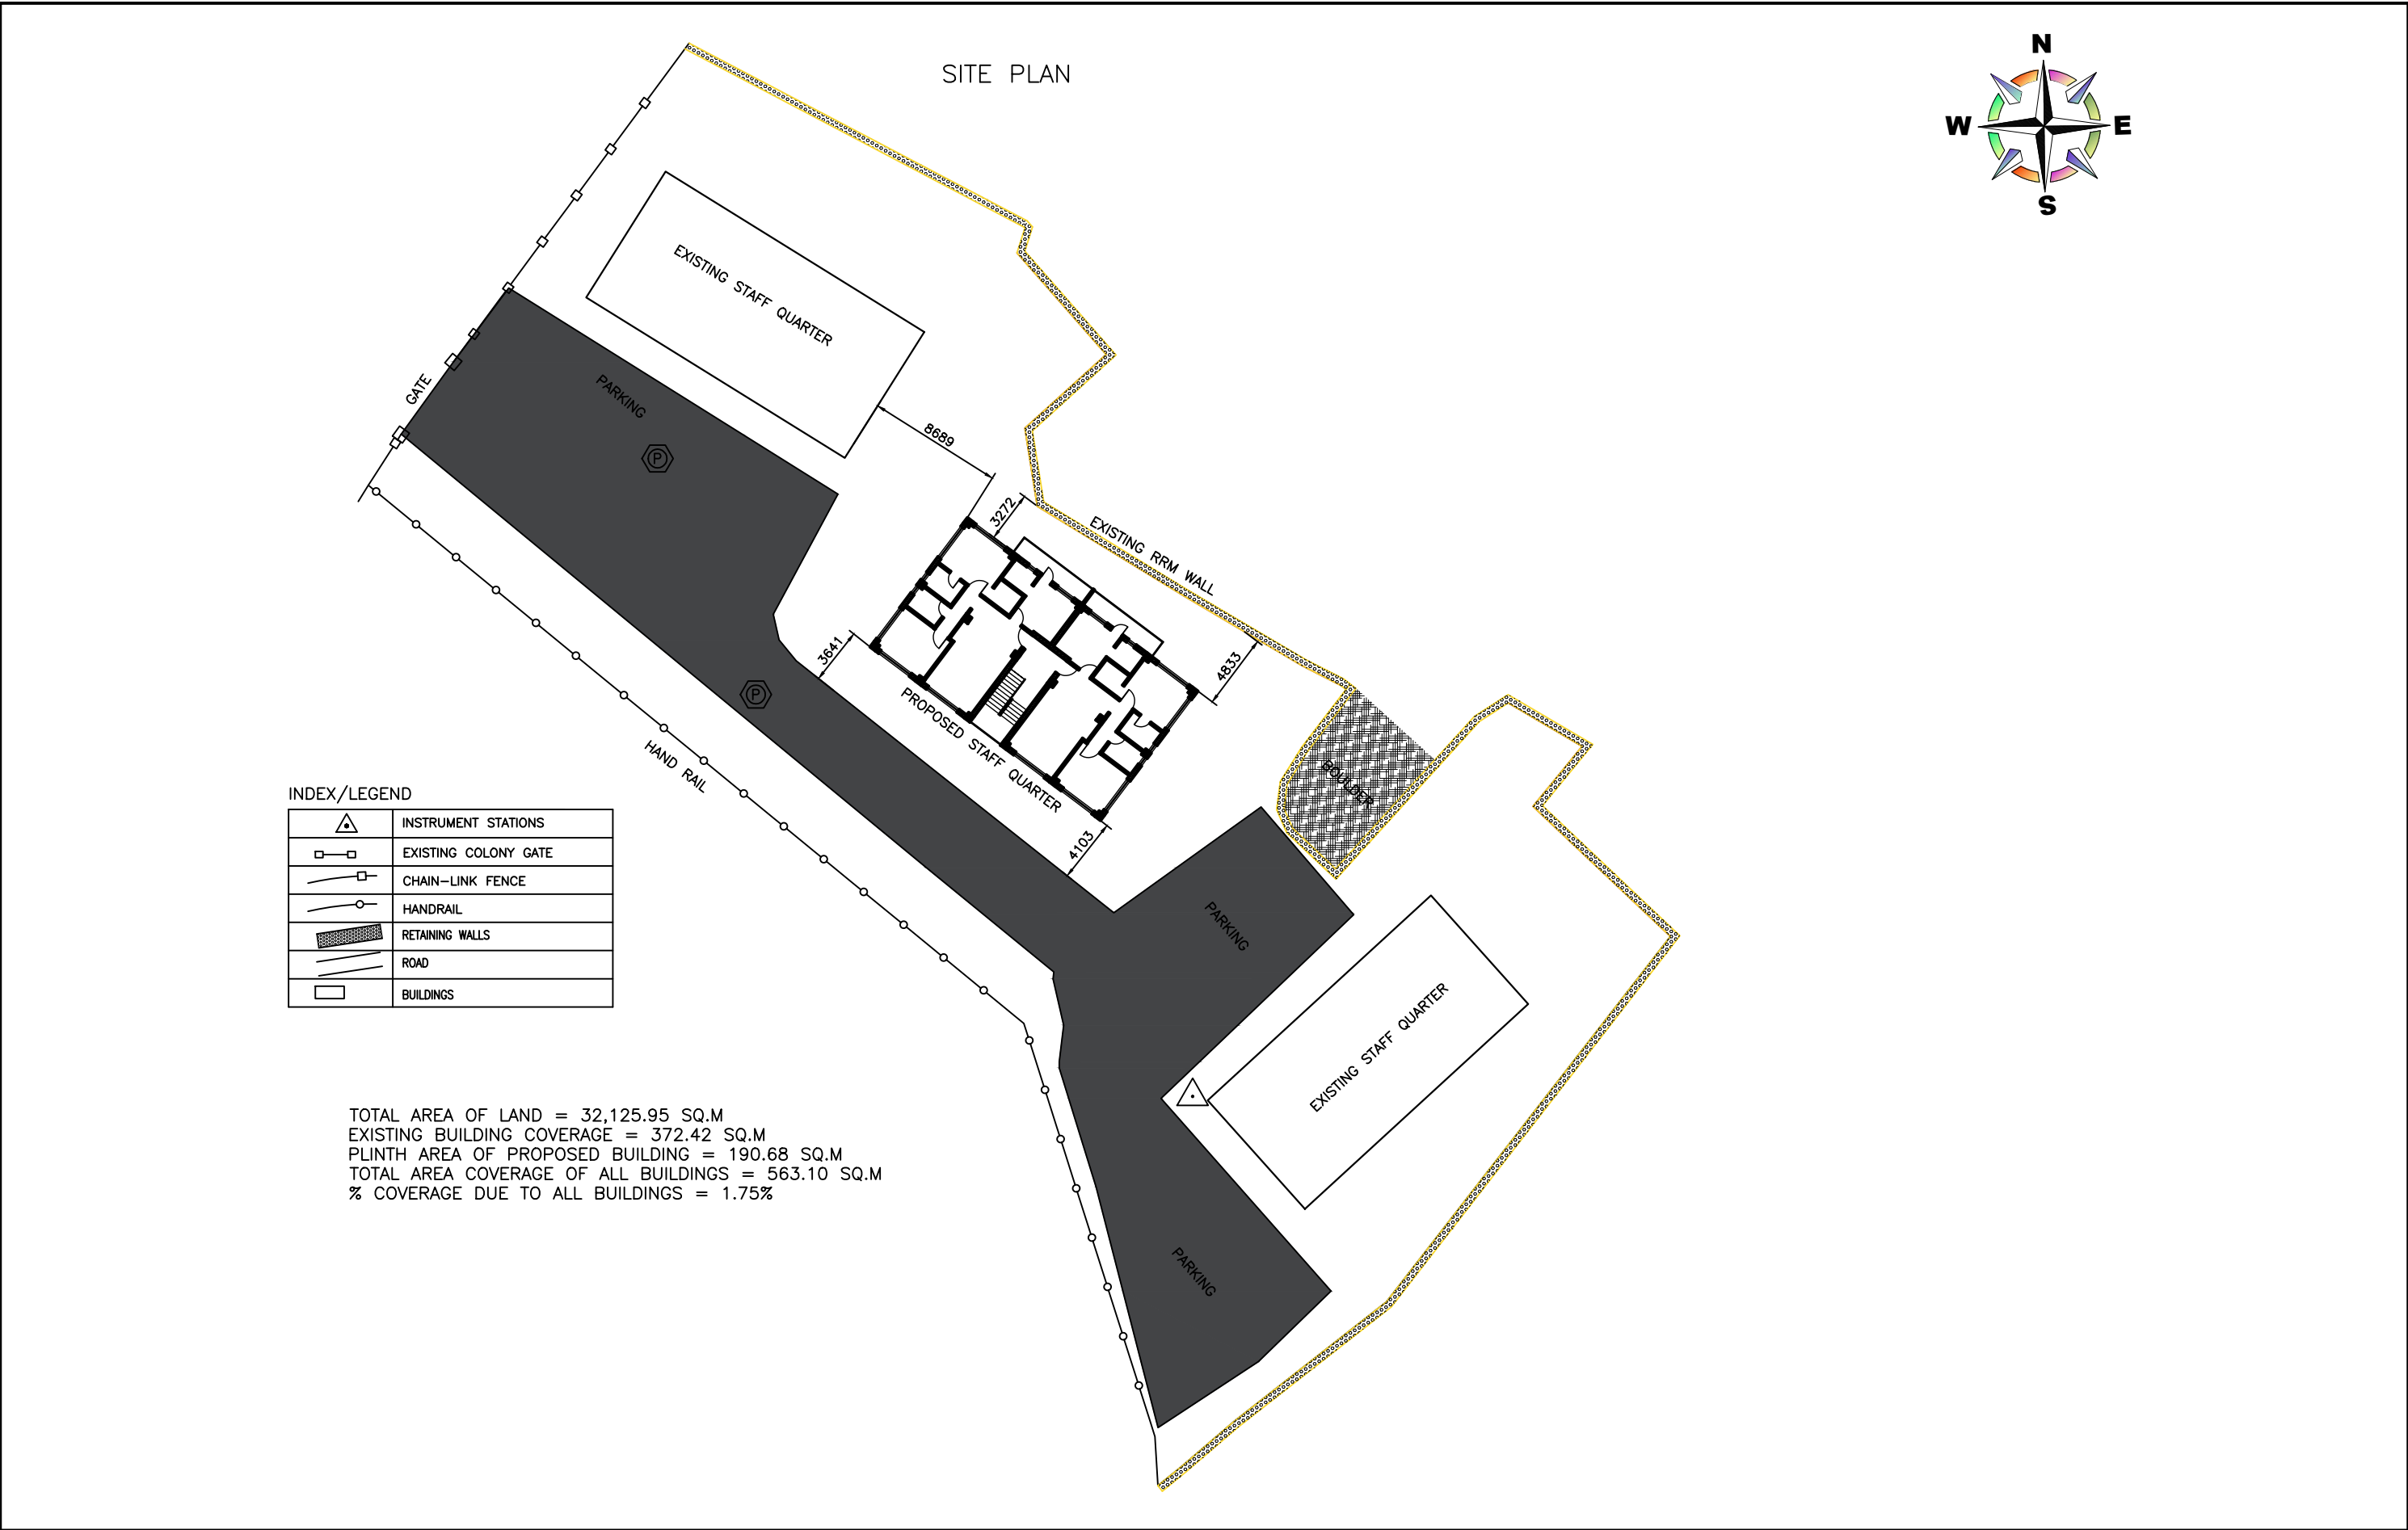 SITE PLAN
N
W
E
S
EXISTING STAFF QUARTER
GATE
PARKING
P
8689
3272
EXISTING RRM WALL
3641
4833
P
PROPOSED STAFF QUARTER
HAND RAIL
BOULDER
4103
INDEX/LEGEND
INSTRUMENT STATIONS
EXISTING COLONY GATE
CHAIN-LINK FENCE
HANDRAIL
RETAINING WALLS
ROAD
BUILDINGS
PARKING
EXISTING STAFF QUARTER
PARKING
TOTAL AREA OF LAND = 32,125.95 SQ.M
EXISTING BUILDING COVERAGE = 372.42 SQ.M
PLINTH AREA OF PROPOSED BUILDING = 190.68 SQ.M
TOTAL AREA COVERAGE OF ALL BUILDINGS = 563.10 SQ.M
% COVERAGE DUE TO ALL BUILDINGS = 1.75%